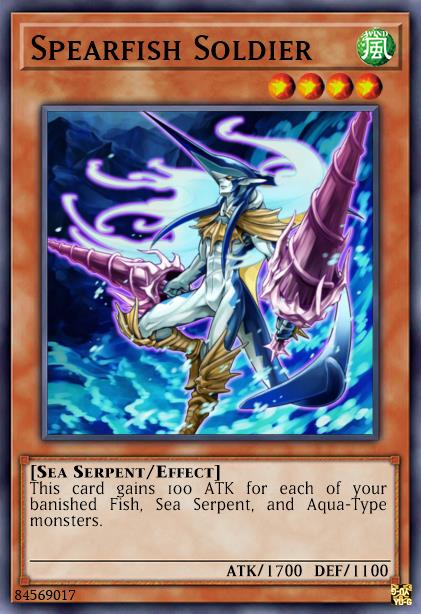 Spearfish Soldier
WIND
風
[Sea Serpent/Effect]
This card gains 100 ATK for each of your
banished Fish, Sea Serpent, and Aqua-Type
monsters.
ATK/1700 DEF/1100
84569017